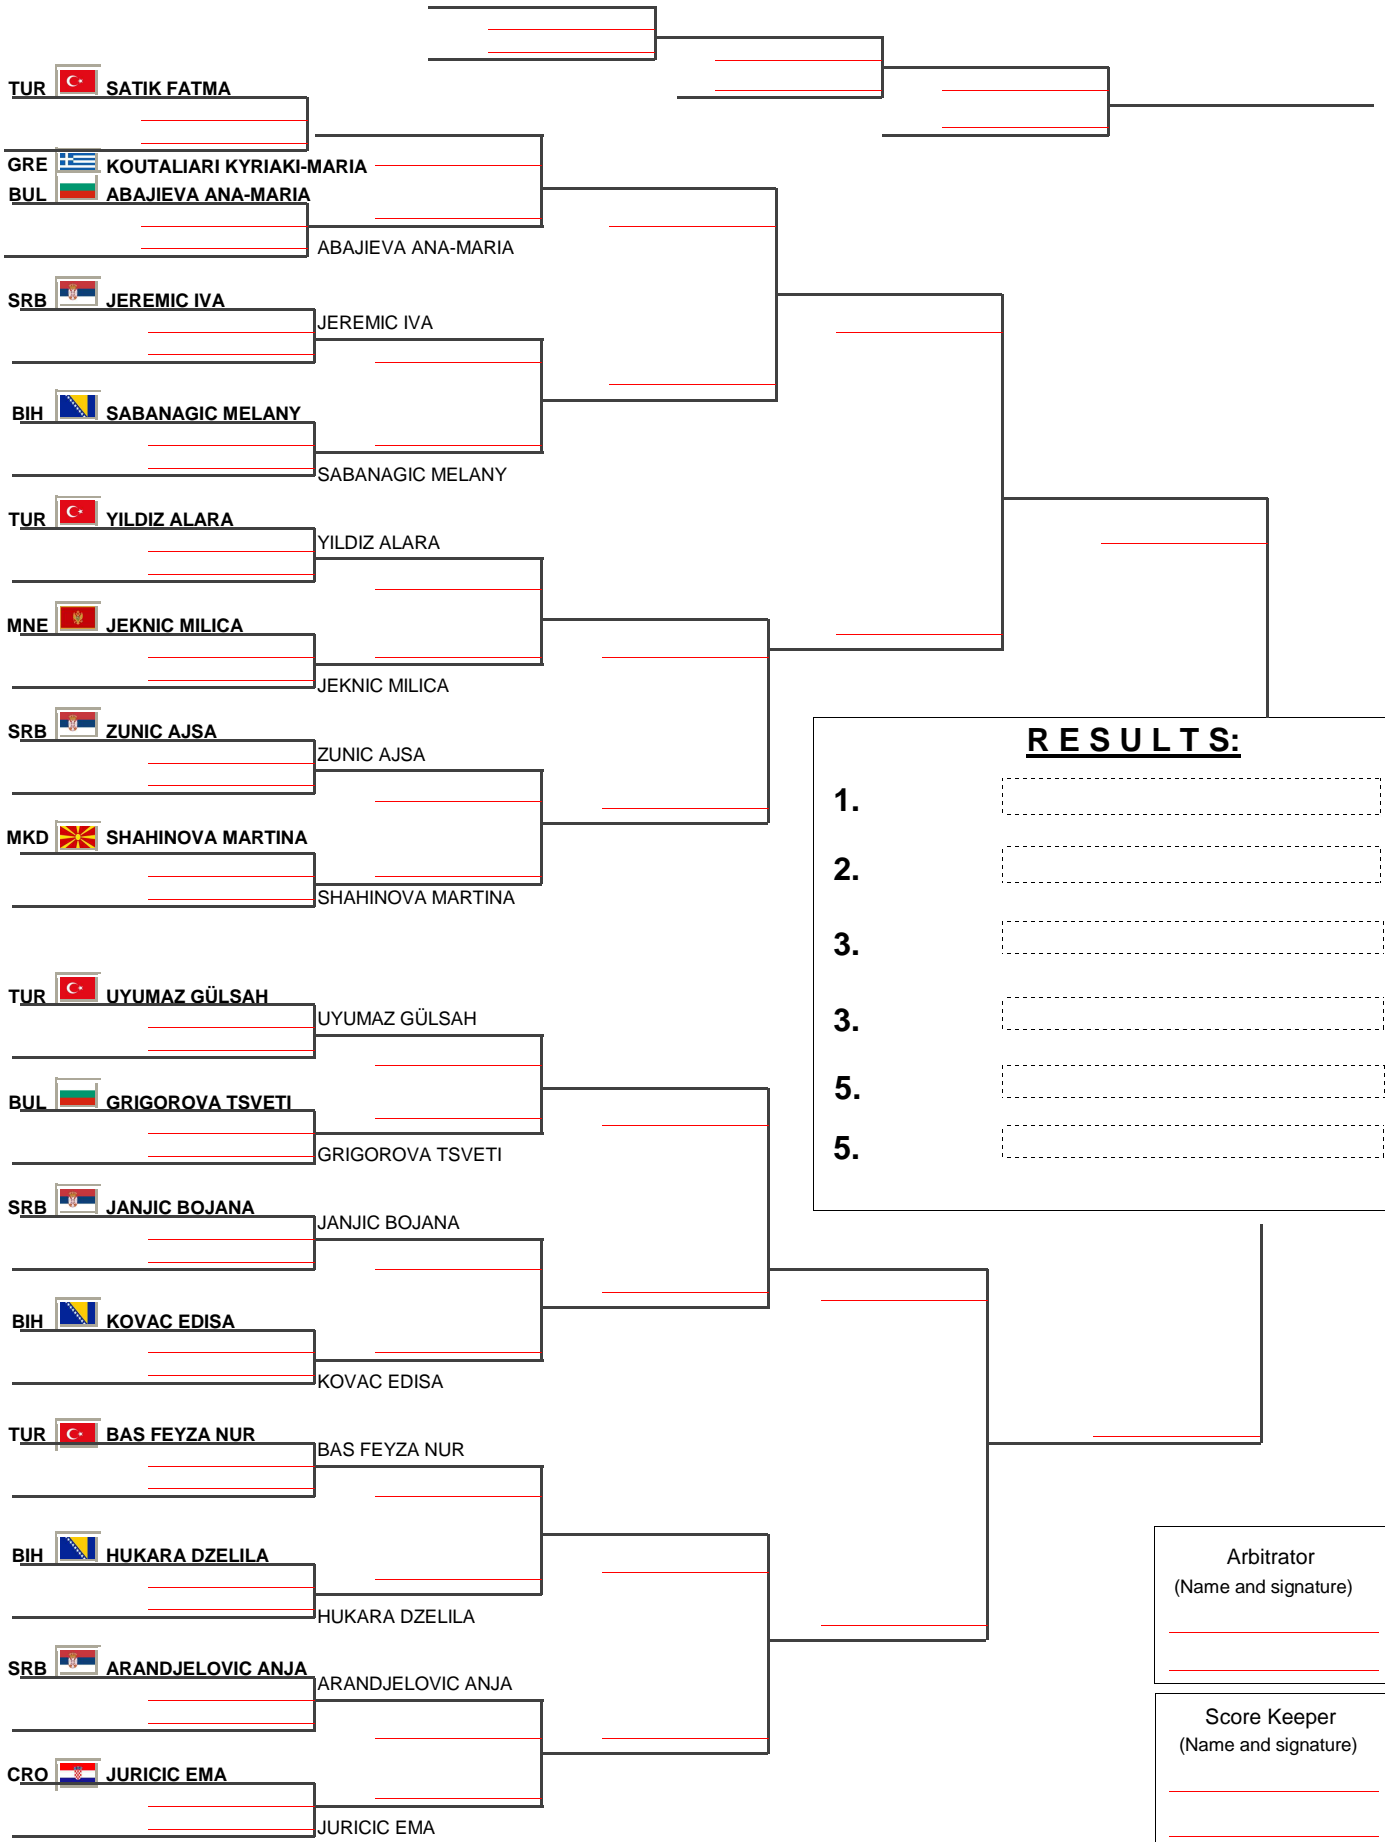 TUR SATIK FATMA
GRE KOUTALIARI KYRIAKI-MARIA
BUL ABAJIEVA ANA-MARIA
ABAJIEVA ANA-MARIA
SRB JEREMIC IVA
JEREMIC IVA
BIH SABANAGIC MELANY
SABANAGIC MELANY
TUR YILDIZ ALARA
YILDIZ ALARA
MNE JEKNIC MILICA
JEKNIC MILICA
SRB ZUNIC AJSA
ZUNIC AJSA
MKD SHAHINOVA MARTINA
SHAHINOVA MARTINA
TUR UYUMAZ GÜLSAH
UYUMAZ GÜLSAH
BUL GRIGOROVA TSVETI
GRIGOROVA TSVETI
SRB JANJIC BOJANA
JANJIC BOJANA
BIH KOVAC EDISA
KOVAC EDISA
TUR BAS FEYZA NUR
BAS FEYZA NUR
BIH HUKARA DZELILA
HUKARA DZELILA
SRB ARANDJELOVIC ANJA
ARANDJELOVIC ANJA
CRO JURICIC EMA
JURICIC EMA
R E S U L T S:
1.
2.
3.
3.
5.
5.
Arbitrator
(Name and signature)
Score Keeper
(Name and signature)